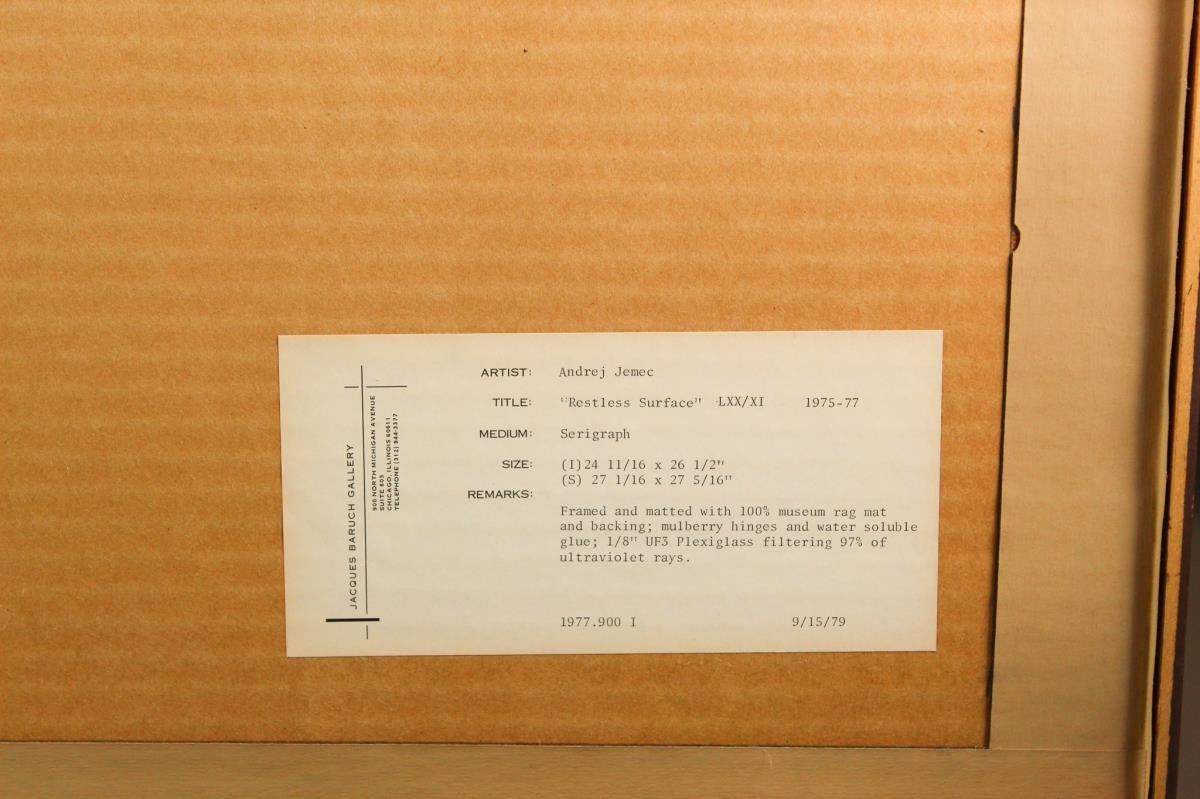 JACQUES BARUCH GALLERY
900 NORTH MICHIGAN AVENUE
SUITE 605
CHICAGO, ILLINOIS 60611
TELEPHONE (312) 944-3377
ARTIST: Andrej Jemec
TITLE: "Restless Surface" LXX/XI 1975-77
MEDIUM: Serigraph
SIZE: (I)24 11/16 x 26 1/2"
(S) 27 1/16 x 27 5/16"
REMARKS:
Framed and matted with 100% museum rag mat
and backing; mulberry hinges and water soluble
glue; 1/8" UF3 Plexiglass filtering 97% of
ultraviolet rays.
1977.900 I 9/15/79